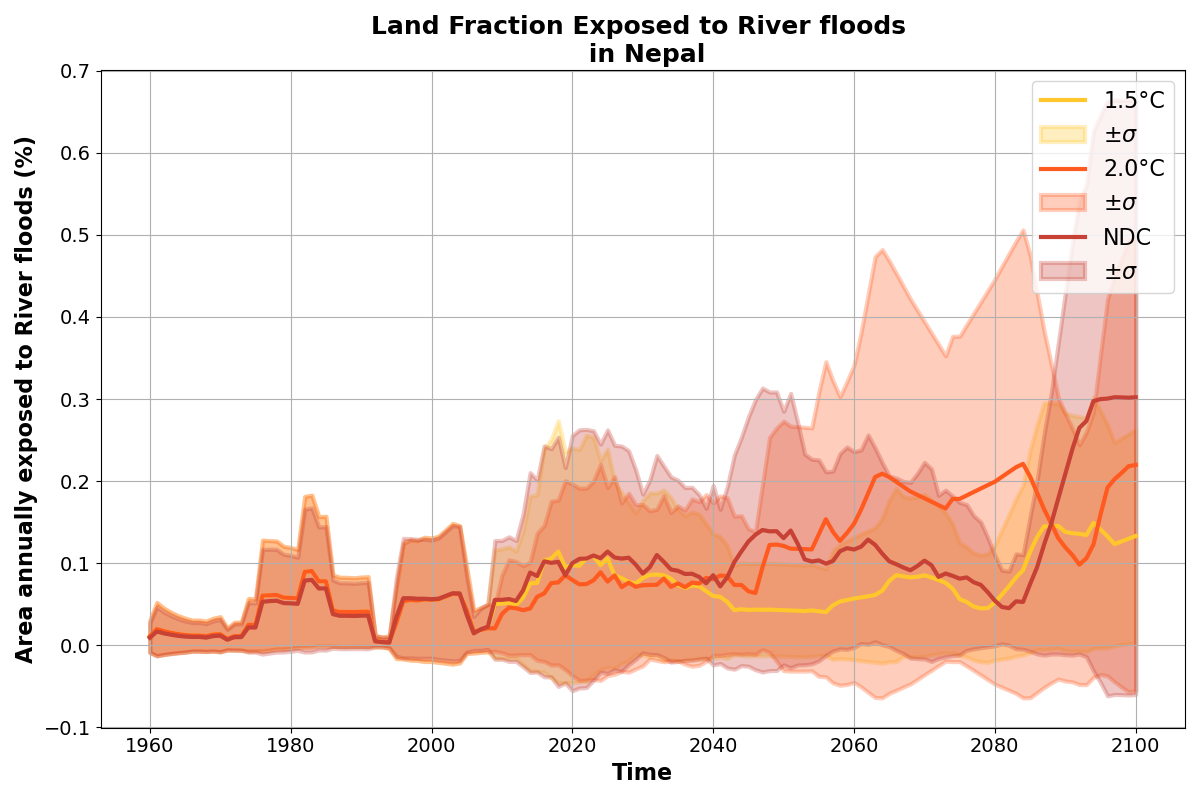 Land Fraction Exposed to River floods
in Nepal
Area annually exposed to River floods (%)
0.7
0.6
0.5
0.4
0.3
0.2
0.1
0.0
−0.1
1.5°C
±σ
2.0°C
±σ
NDC
±σ
1960
1980
2000
2020
2040
2060
2080
2100
Time